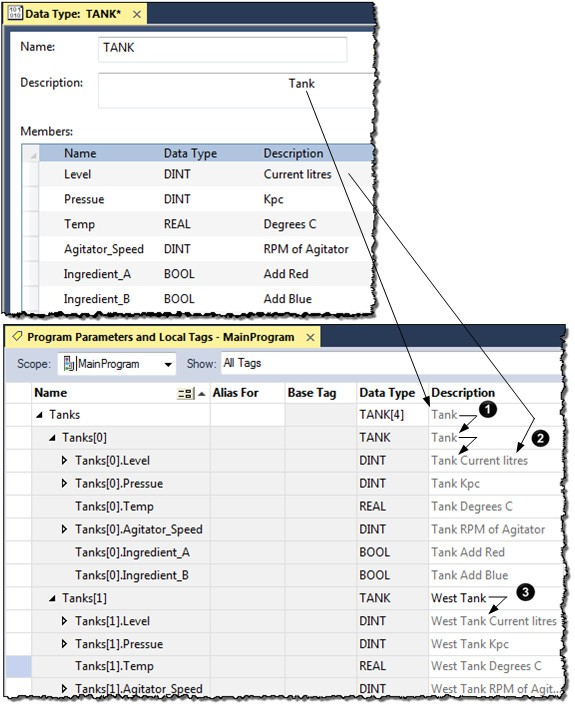 Data Type: TANK* ×
Name: TANK
Description: Tank
Members:
Name Data Type Description
Level DINT Current litres
Pressue DINT Kpc
Temp REAL Degrees C
Agitator_Speed DINT RPM of Agitator
Ingredient_A BOOL Add Red
Ingredient_B BOOL Add Blue
Program Parameters and Local Tags - MainProgram ×
Scope: MainProgram Show: All Tags
Name Alias For Base Tag Data Type Description
Tanks TANK[4] Tank 1
Tanks[0] TANK Tank 2
Tanks[0].Level DINT Tank Current litres
Tanks[0].Pressue DINT Tank Kpc
Tanks[0].Temp REAL Tank Degrees C
Tanks[0].Agitator_Speed DINT Tank RPM of Agitator
Tanks[0].Ingredient_A BOOL Tank Add Red
Tanks[0].Ingredient_B BOOL Tank Add Blue
Tanks[1] TANK West Tank 3
Tanks[1].Level DINT West Tank Current litres
Tanks[1].Pressue DINT West Tank Kpc
Tanks[1].Temp REAL West Tank Degrees C
Tanks[1].Agitator_Speed DINT West Tank RPM of Agit...